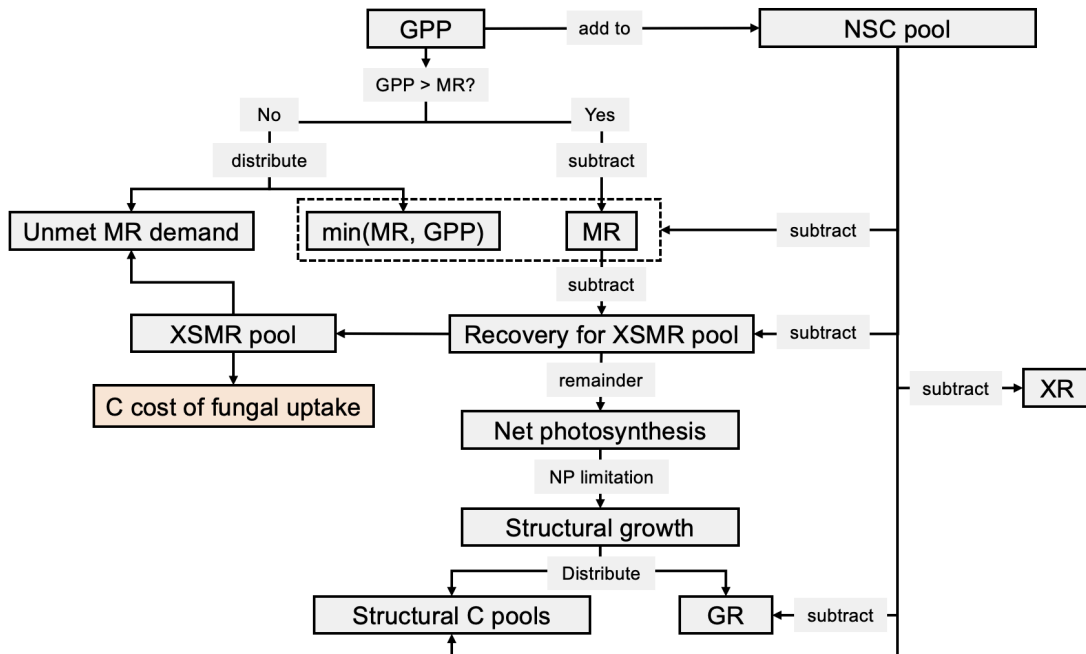 GPP
add to
NSC pool
GPP > MR?
No
Yes
distribute
subtract
Unmet MR demand
min(MR, GPP)
MR
subtract
subtract
XSMR pool
Recovery for XSMR pool
subtract
remainder
subtract
XR
C cost of fungal uptake
Net photosynthesis
NP limitation
Structural growth
Distribute
Structural C pools
GR
subtract